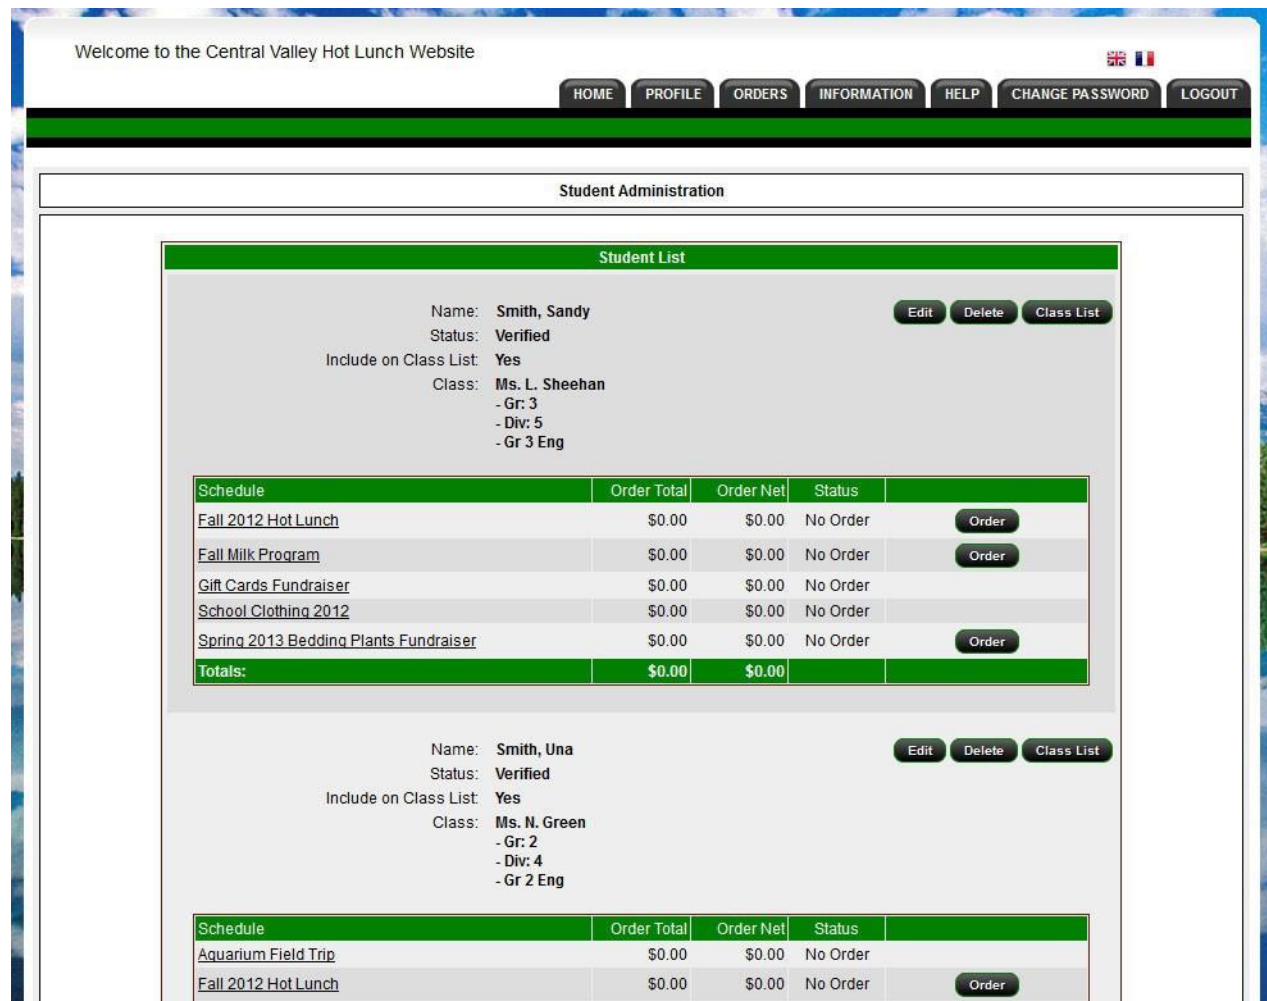 Welcome to the Central Valley Hot Lunch Website
HOME PROFILE ORDERS INFORMATION HELP CHANGE PASSWORD LOGOUT
Student Administration
Student List
Name: Smith, Sandy Edit Delete Class List
Status: Verified
Include on Class List: Yes
Class: Ms. L. Sheehan
- Gr: 3
- Div: 5
- Gr 3 Eng
Schedule Order Total Order Net Status
Fall 2012 Hot Lunch $0.00 $0.00 No Order Order
Fall Milk Program $0.00 $0.00 No Order Order
Gift Cards Fundraiser $0.00 $0.00 No Order
School Clothing 2012 $0.00 $0.00 No Order
Spring 2013 Bedding Plants Fundraiser $0.00 $0.00 No Order Order
Totals: $0.00 $0.00
Name: Smith, Una Edit Delete Class List
Status: Verified
Include on Class List: Yes
Class: Ms. N. Green
- Gr: 2
- Div: 4
- Gr 2 Eng
Schedule Order Total Order Net Status
Aquarium Field Trip $0.00 $0.00 No Order
Fall 2012 Hot Lunch $0.00 $0.00 No Order Order